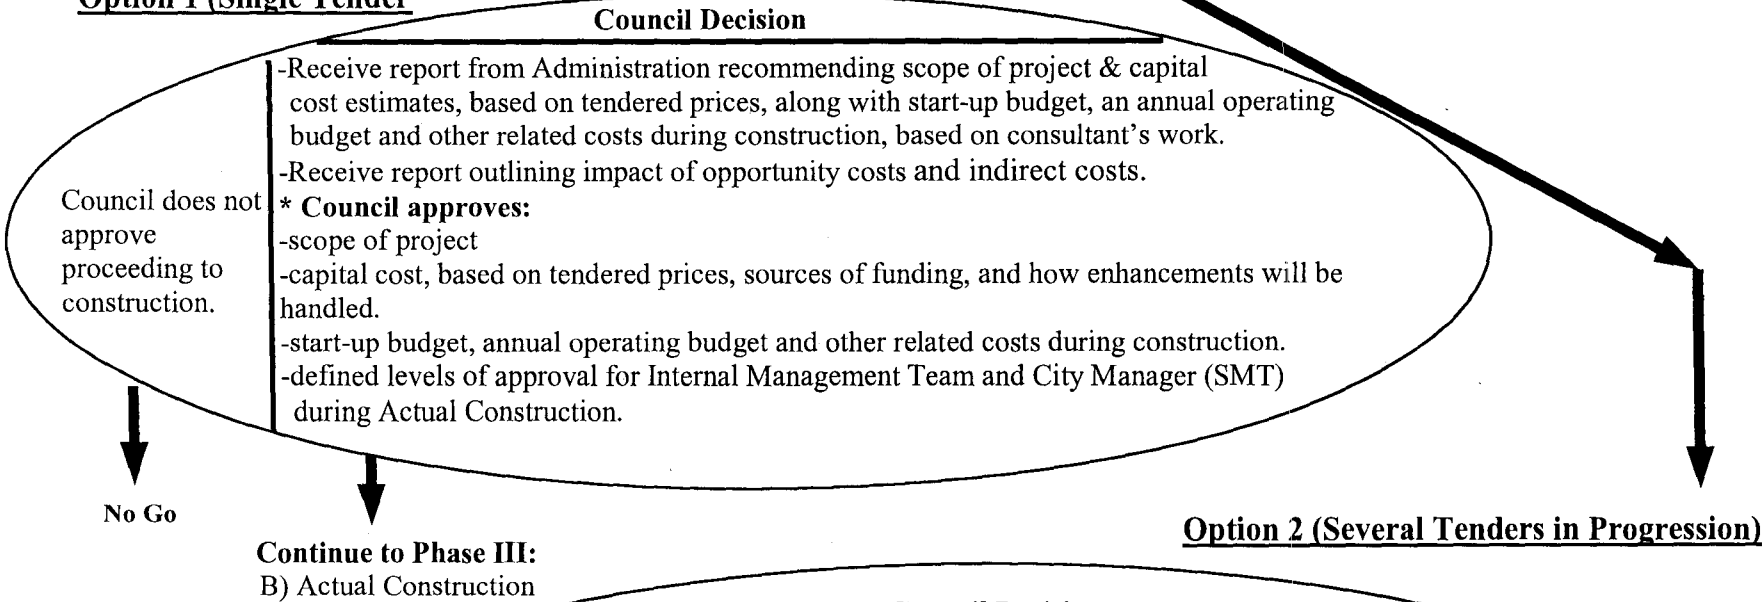 Option 1 (Single Tender
Council Decision
-Receive report from Administration recommending scope of project & capital
cost estimates, based on tendered prices, along with start-up budget, an annual operating
budget and other related costs during construction, based on consultant's work.
-Receive report outlining impact of opportunity costs and indirect costs.
* Council approves:
-scope of project
-capital cost, based on tendered prices, sources of funding, and how enhancements will be
handled.
-start-up budget, annual operating budget and other related costs during construction.
-defined levels of approval for Internal Management Team and City Manager (SMT)
during Actual Construction.
Council does not
approve
proceeding to
construction.
No Go
Continue to Phase III:
B) Actual Construction
Option 2 (Several Tenders in Progression)